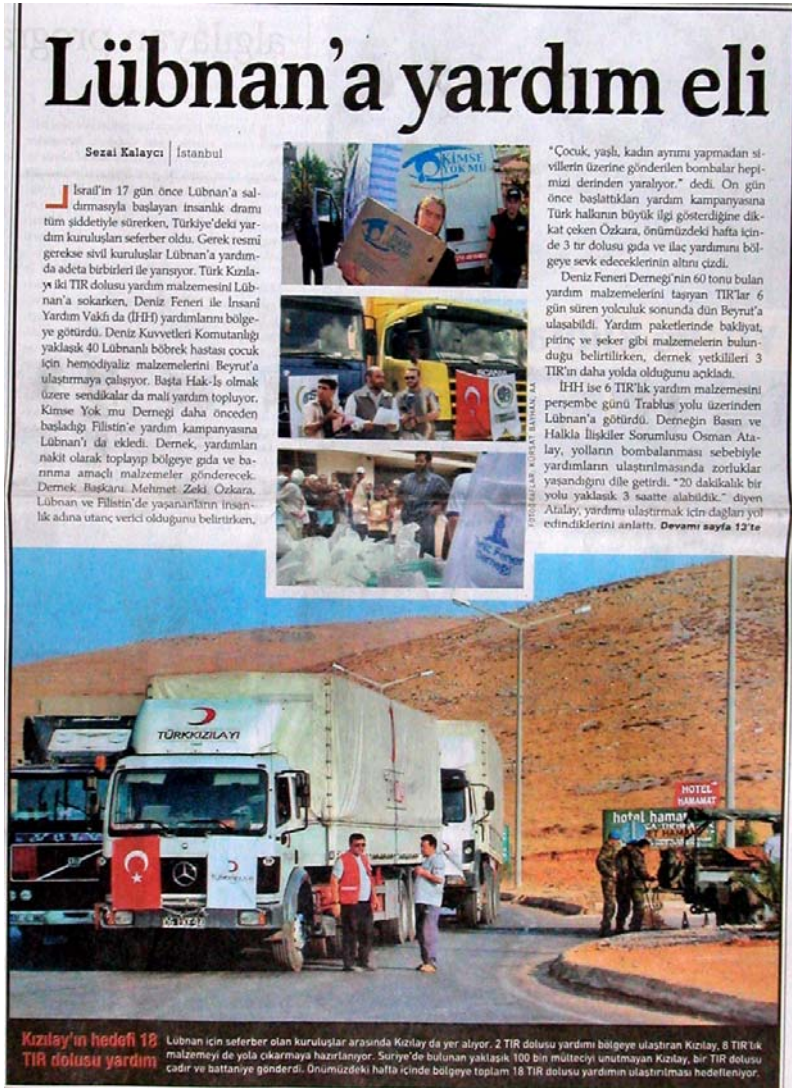 Lübnan'a yardım eli
Sezai Kalaycı | İstanbul
İsrail'in 17 gün önce Lübnan'a sal-
dırmasıyla başlayan insanlık dramı
tüm şiddetiyle sürerken, Türkiye'deki yar-
dım kuruluşları seferber oldu. Gerek resmî
gerekse sivil kuruluşlar Lübnan'a yardım-
da adeta birbirleri ile yarışıyor. Türk Kızıla-
yı iki TIR dolusu yardım malzemesini Lüb-
nan'a sokarken, Deniz Feneri ile İnsanî
Yardım Vakfı da (İHH) yardımlarını bölge-
ye götürdü. Deniz Kuvvetleri Komutanlığı
yaklaşık 40 Lübnanlı böbrek hastası çocuk
için hemodiyaliz malzemelerini Beyrut'a
ulaştırmaya çalışıyor. Başta Hak-İş olmak
üzere sendikalar da malî yardım topluyor.
Kimse Yok mu Derneği daha önceden
başladığı Filistin'e yardım kampanyasına
Lübnan'ı da ekledi. Dernek, yardımları
nakit olarak toplayıp bölgeye gıda ve ba-
rınma amaçlı malzemeler gönderecek.
Dernek Başkanı Mehmet Zeki Özkara,
Lübnan ve Filistin'de yaşananların insan-
lık adına utanç verici olduğunu belirtirken,
KİMSE
YOK MU
SCANIA
Deniz Feneri
Derneği
FOTOĞRAFLAR: KÜRŞAT BAYHAN, AA
"Çocuk, yaşlı, kadın ayrımı yapmadan si-
villerin üzerine gönderilen bombalar hepi-
mizi derinden yaralıyor." dedi. On gün
önce başlattıkları yardım kampanyasına
Türk halkının büyük ilgi gösterdiğine dik-
kat çeken Özkara, önümüzdeki hafta için-
de 3 tır dolusu gıda ve ilaç yardımını böl-
geye sevk edeceklerinin altını çizdi.
Deniz Feneri Derneği'nin 60 tonu bulan
yardım malzemelerini taşıyan TIR'lar 6
gün süren yolculuk sonunda dün Beyrut'a
ulaşabildi. Yardım paketlerinde bakliyat,
pirinç ve şeker gibi malzemelerin bulun-
duğu belirtilirken, dernek yetkilileri 3
TIR'ın daha yolda olduğunu açıkladı.
İHH ise 6 TIR'lık yardım malzemesini
perşembe günü Trablus yolu üzerinden
Lübnan'a götürdü. Derneğin Basın ve
Halkla İlişkiler Sorumlusu Osman Ata-
lay, yolların bombalanması sebebiyle
yardımların ulaştırılmasında zorluklar
yaşandığını dile getirdi. "20 dakikalık bir
yolu yaklaşık 3 saatte alabildik." diyen
Atalay, yardımı ulaştırmak için dağları yol
edindiklerini anlattı. Devamı sayfa 13'te
TÜRKKIZILAYI
HOTEL
HAMAMAT
hotel hamam
Kızılay'ın hedefi 18
TIR dolusu yardım
Lübnan için seferber olan kuruluşlar arasında Kızılay da yer alıyor. 2 TIR dolusu yardımı bölgeye ulaştıran Kızılay, 8 TIR'lık
malzemeyi de yola çıkarmaya hazırlanıyor. Suriye'de bulunan yaklaşık 100 bin mülteciyi unutmayan Kızılay, bir TIR dolusu
çadır ve battaniye gönderdi. Önümüzdeki hafta içinde bölgeye toplam 18 TIR dolusu yardımın ulaştırılması hedefleniyor.